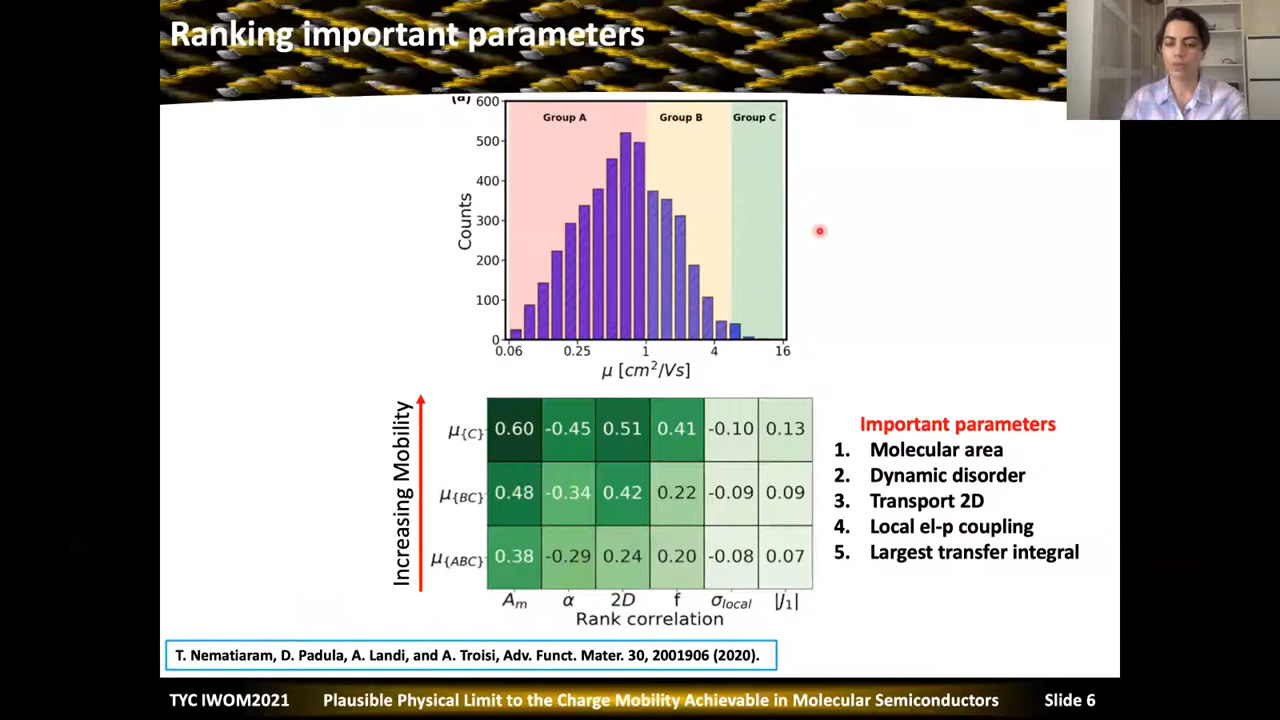 Ranking important parameters
(a)
600
500
400
300
200
100
0
Counts
Group A Group B Group C
0.06 0.25 1 4 16
μ [cm²/Vs]
Increasing Mobility
μ{C} 0.60 -0.45 0.51 0.41 -0.10 0.13
μ{BC} 0.48 -0.34 0.42 0.22 -0.09 0.09
μ{ABC} 0.38 -0.29 0.24 0.20 -0.08 0.07
Am α 2D f σlocal |J1|
Rank correlation
Important parameters
1. Molecular area
2. Dynamic disorder
3. Transport 2D
4. Local el-p coupling
5. Largest transfer integral
T. Nematiaram, D. Padula, A. Landi, and A. Troisi, Adv. Funct. Mater. 30, 2001906 (2020).
TYC IWOM2021 Plausible Physical Limit to the Charge Mobility Achievable in Molecular Semiconductors Slide 6